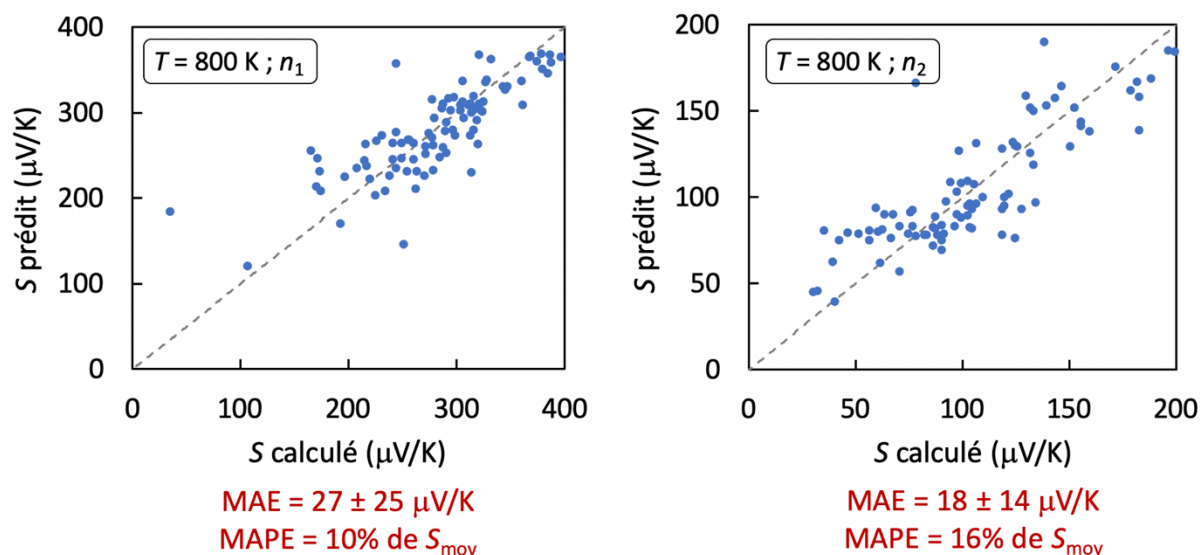 T = 800 K ; n₁
S prédit (μV/K)
400
300
200
100
0
0 100 200 300 400
S calculé (μV/K)
MAE = 27 ± 25 μV/K
MAPE = 10% de Smoy
T = 800 K ; n₂
S prédit (μV/K)
200
150
100
50
0
0 50 100 150 200
S calculé (μV/K)
MAE = 18 ± 14 μV/K
MAPE = 16% de Smoy